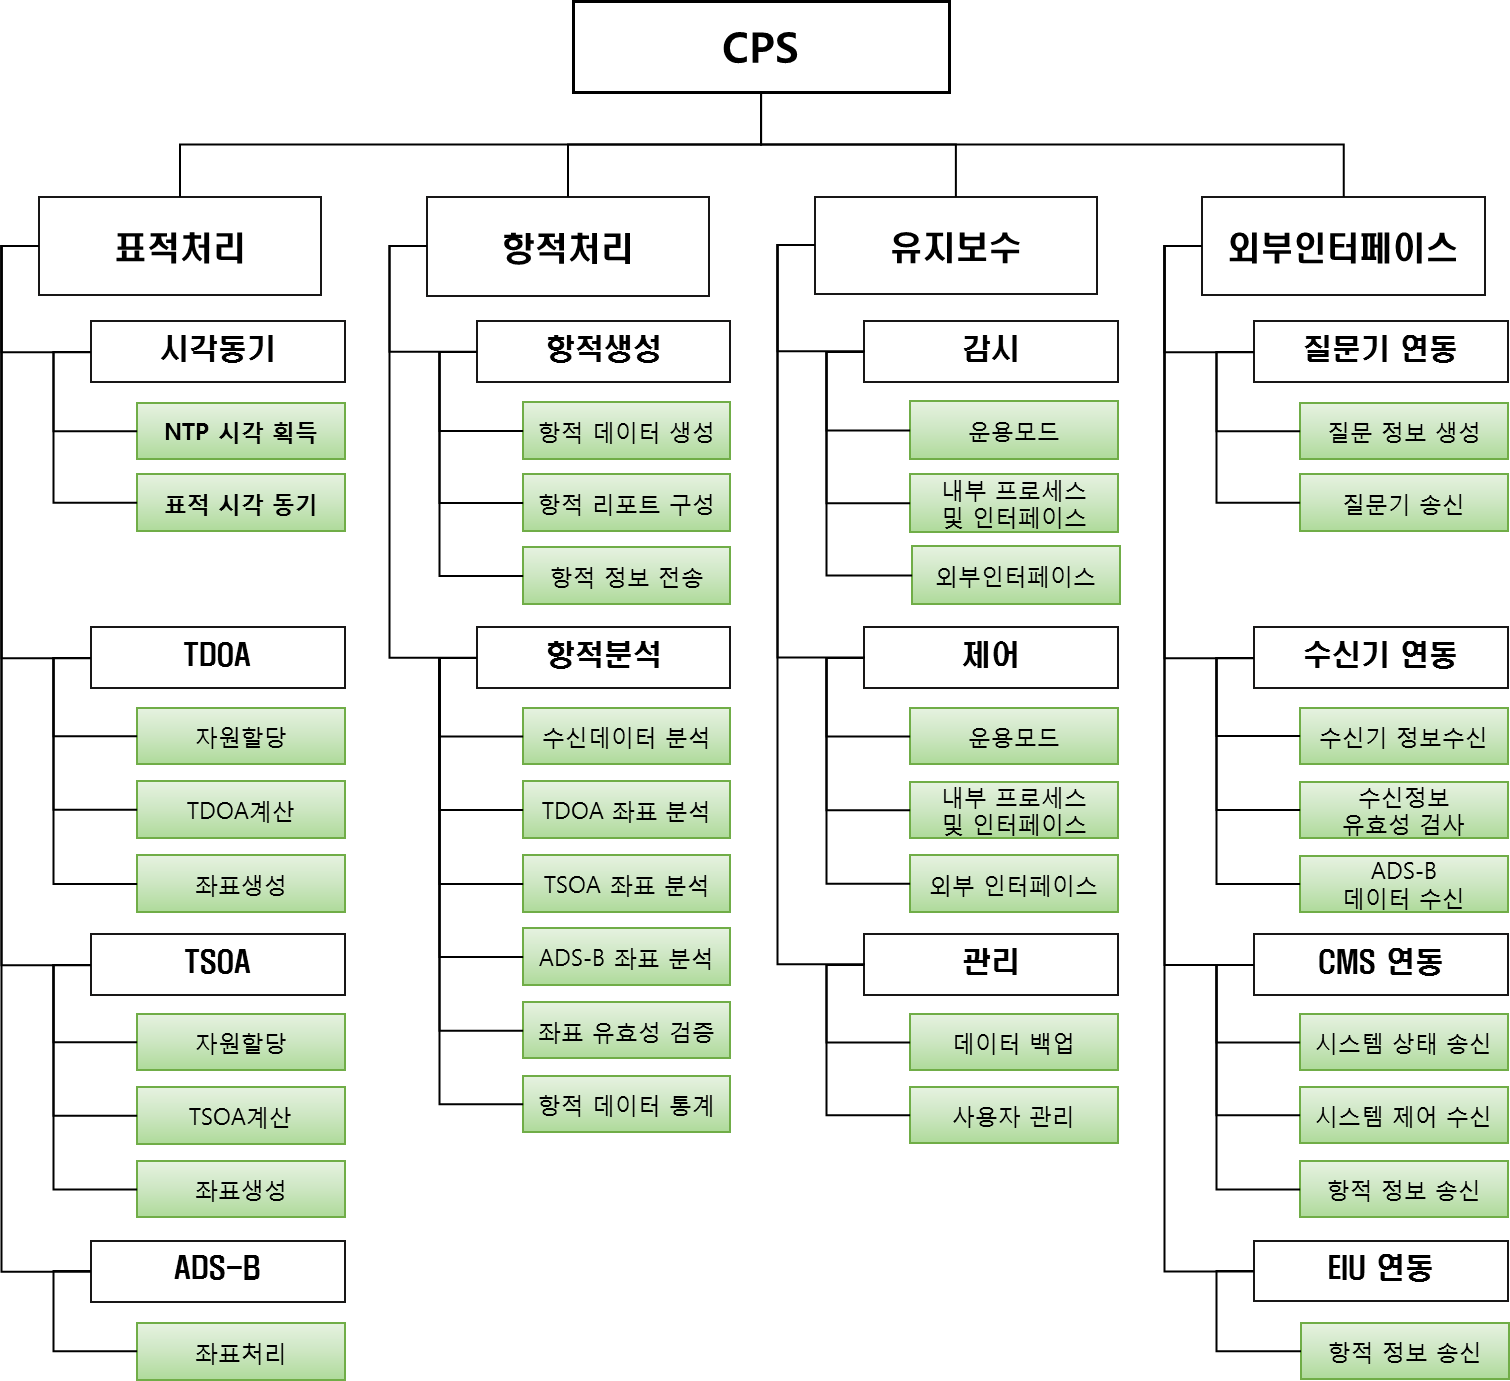 CPS
표적처리
시각동기
NTP 시각 획득
표적 시각 동기
TDOA
자원할당
TDOA계산
좌표생성
TSOA
자원할당
TSOA계산
좌표생성
ADS-B
좌표처리
항적처리
항적생성
항적 데이터 생성
항적 리포트 구성
항적 정보 전송
항적분석
수신데이터 분석
TDOA 좌표 분석
TSOA 좌표 분석
ADS-B 좌표 분석
좌표 유효성 검증
항적 데이터 통계
유지보수
감시
운용모드
내부 프로세스
및 인터페이스
외부인터페이스
제어
운용모드
내부 프로세스
및 인터페이스
외부 인터페이스
관리
데이터 백업
사용자 관리
외부인터페이스
질문기 연동
질문 정보 생성
질문기 송신
수신기 연동
수신기 정보수신
수신정보
유효성 검사
ADS-B
데이터 수신
CMS 연동
시스템 상태 송신
시스템 제어 수신
항적 정보 송신
EIU 연동
항적 정보 송신